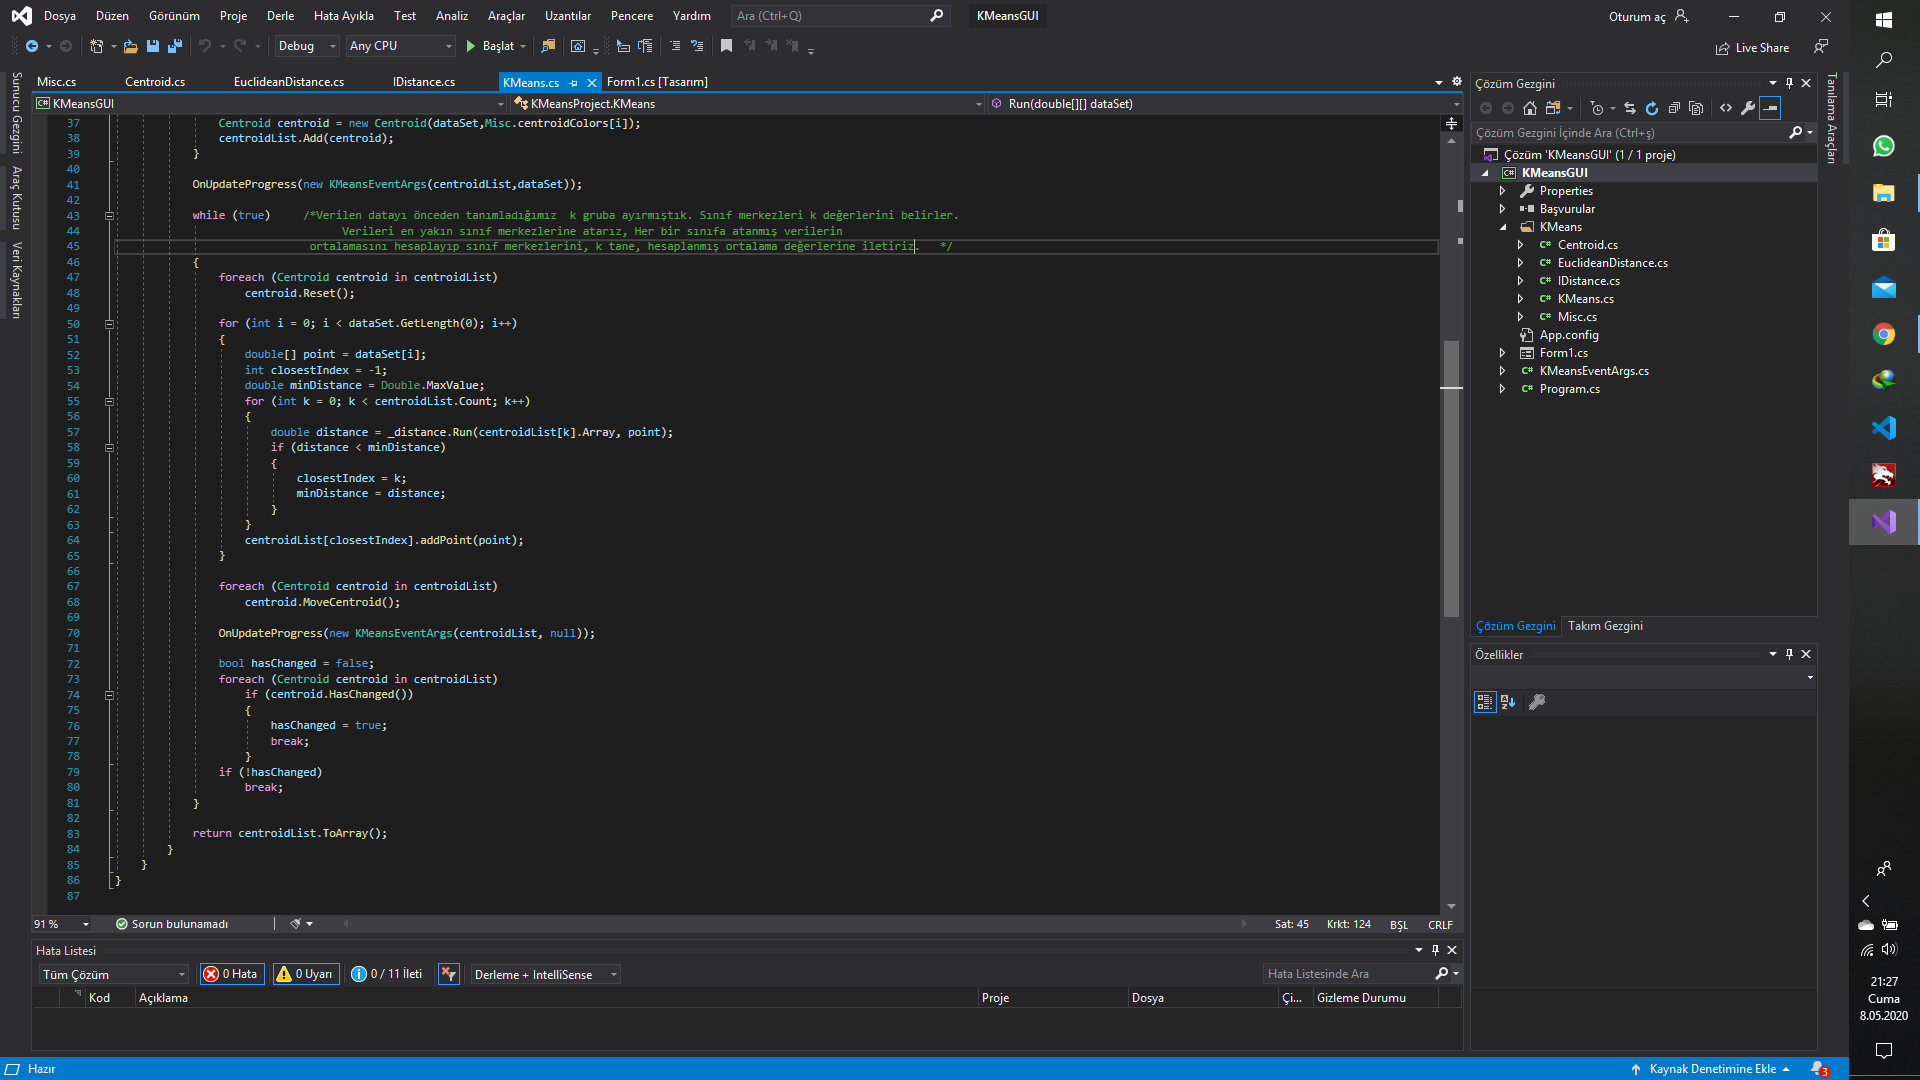 Dosya Düzen Görünüm Proje Derle Hata Ayıkla Test Analiz Araçlar Uzantılar Pencere Yardım Ara (Ctrl+Q) KMeansGUI Oturum aç
Debug Any CPU Başlat Live Share
Misc.cs Centroid.cs EuclideanDistance.cs IDistance.cs KMeans.cs Form1.cs [Tasarım]
KMeansGUI KMeansProject.KMeans Run(double[][] dataSet)
Sunucu Gezgini
Araç Kutusu
Veri Kaynakları
37 Centroid centroid = new Centroid(dataSet,Misc.centroidColors[i]);
38 centroidList.Add(centroid);
39 }
40
41 OnUpdateProgress(new KMeansEventArgs(centroidList,dataSet));
42
43 while (true) /*Verilen datayı önceden tanımladığımız k gruba ayırmıştık. Sınıf merkezleri k değerlerini belirler.
44 Verileri en yakın sınıf merkezlerine atarız, Her bir sınıfa atanmış verilerin
45 ortalamasını hesaplayıp sınıf merkezlerini, k tane, hesaplanmış ortalama değerlerine iletiriz. */
46 {
47 foreach (Centroid centroid in centroidList)
48 centroid.Reset();
49
50 for (int i = 0; i < dataSet.GetLength(0); i++)
51 {
52 double[] point = dataSet[i];
53 int closestIndex = -1;
54 double minDistance = Double.MaxValue;
55 for (int k = 0; k < centroidList.Count; k++)
56 {
57 double distance = _distance.Run(centroidList[k].Array, point);
58 if (distance < minDistance)
59 {
60 closestIndex = k;
61 minDistance = distance;
62 }
63 }
64 centroidList[closestIndex].addPoint(point);
65 }
66
67 foreach (Centroid centroid in centroidList)
68 centroid.MoveCentroid();
69
70 OnUpdateProgress(new KMeansEventArgs(centroidList, null));
71
72 bool hasChanged = false;
73 foreach (Centroid centroid in centroidList)
74 if (centroid.HasChanged())
75 {
76 hasChanged = true;
77 break;
78 }
79 if (!hasChanged)
80 break;
81 }
82
83 return centroidList.ToArray();
84 }
85 }
86 }
87
91 % Sorun bulunamadı Sat: 45 Krkt: 124 BŞL CRLF
Hata Listesi
Tüm Çözüm 0 Hata 0 Uyarı 0 / 11 İleti Derleme + IntelliSense Hata Listesinde Ara
Kod Açıklama Proje Dosya Çi... Gizleme Durumu
Çözüm Gezgini
Çözüm Gezgini İçinde Ara (Ctrl+ş)
Çözüm 'KMeansGUI' (1 / 1 proje)
KMeansGUI
Properties
Başvurular
KMeans
Centroid.cs
EuclideanDistance.cs
IDistance.cs
KMeans.cs
Misc.cs
App.config
Form1.cs
KMeansEventArgs.cs
Program.cs
Çözüm Gezgini Takım Gezgini
Özellikler
Tanılama Araçları
21:27
Cuma
8.05.2020
Hazır Kaynak Denetimine Ekle 3